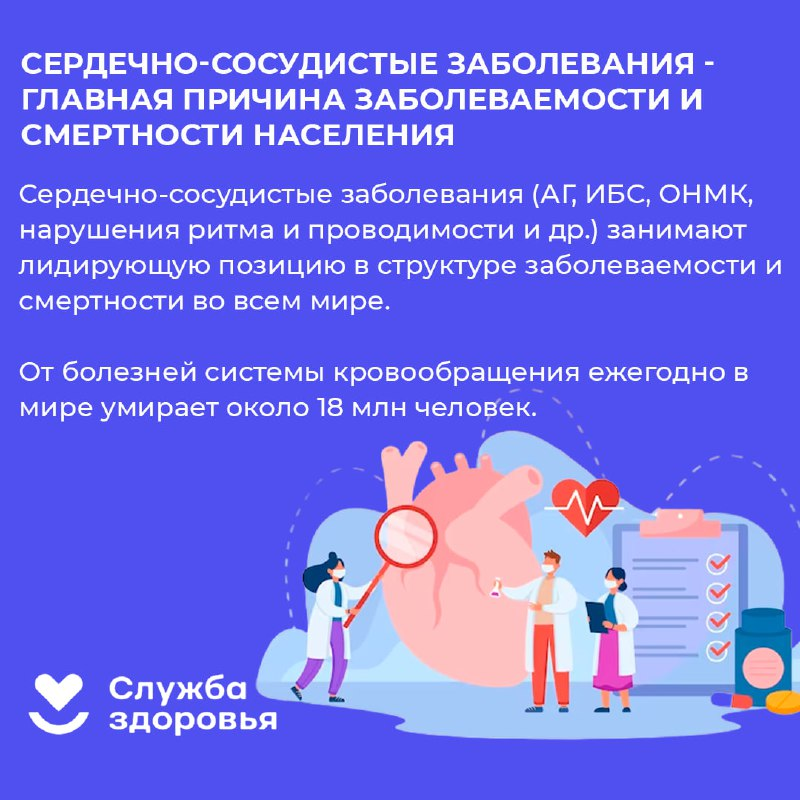 СЕРДЕЧНО-СОСУДИСТЫЕ ЗАБОЛЕВАНИЯ -
ГЛАВНАЯ ПРИЧИНА ЗАБОЛЕВАЕМОСТИ И
СМЕРТНОСТИ НАСЕЛЕНИЯ
Сердечно-сосудистые заболевания (АГ, ИБС, ОНМК,
нарушения ритма и проводимости и др.) занимают
лидирующую позицию в структуре заболеваемости и
смертности во всем мире.
От болезней системы кровообращения ежегодно в
мире умирает около 18 млн человек.
Служба
здоровья